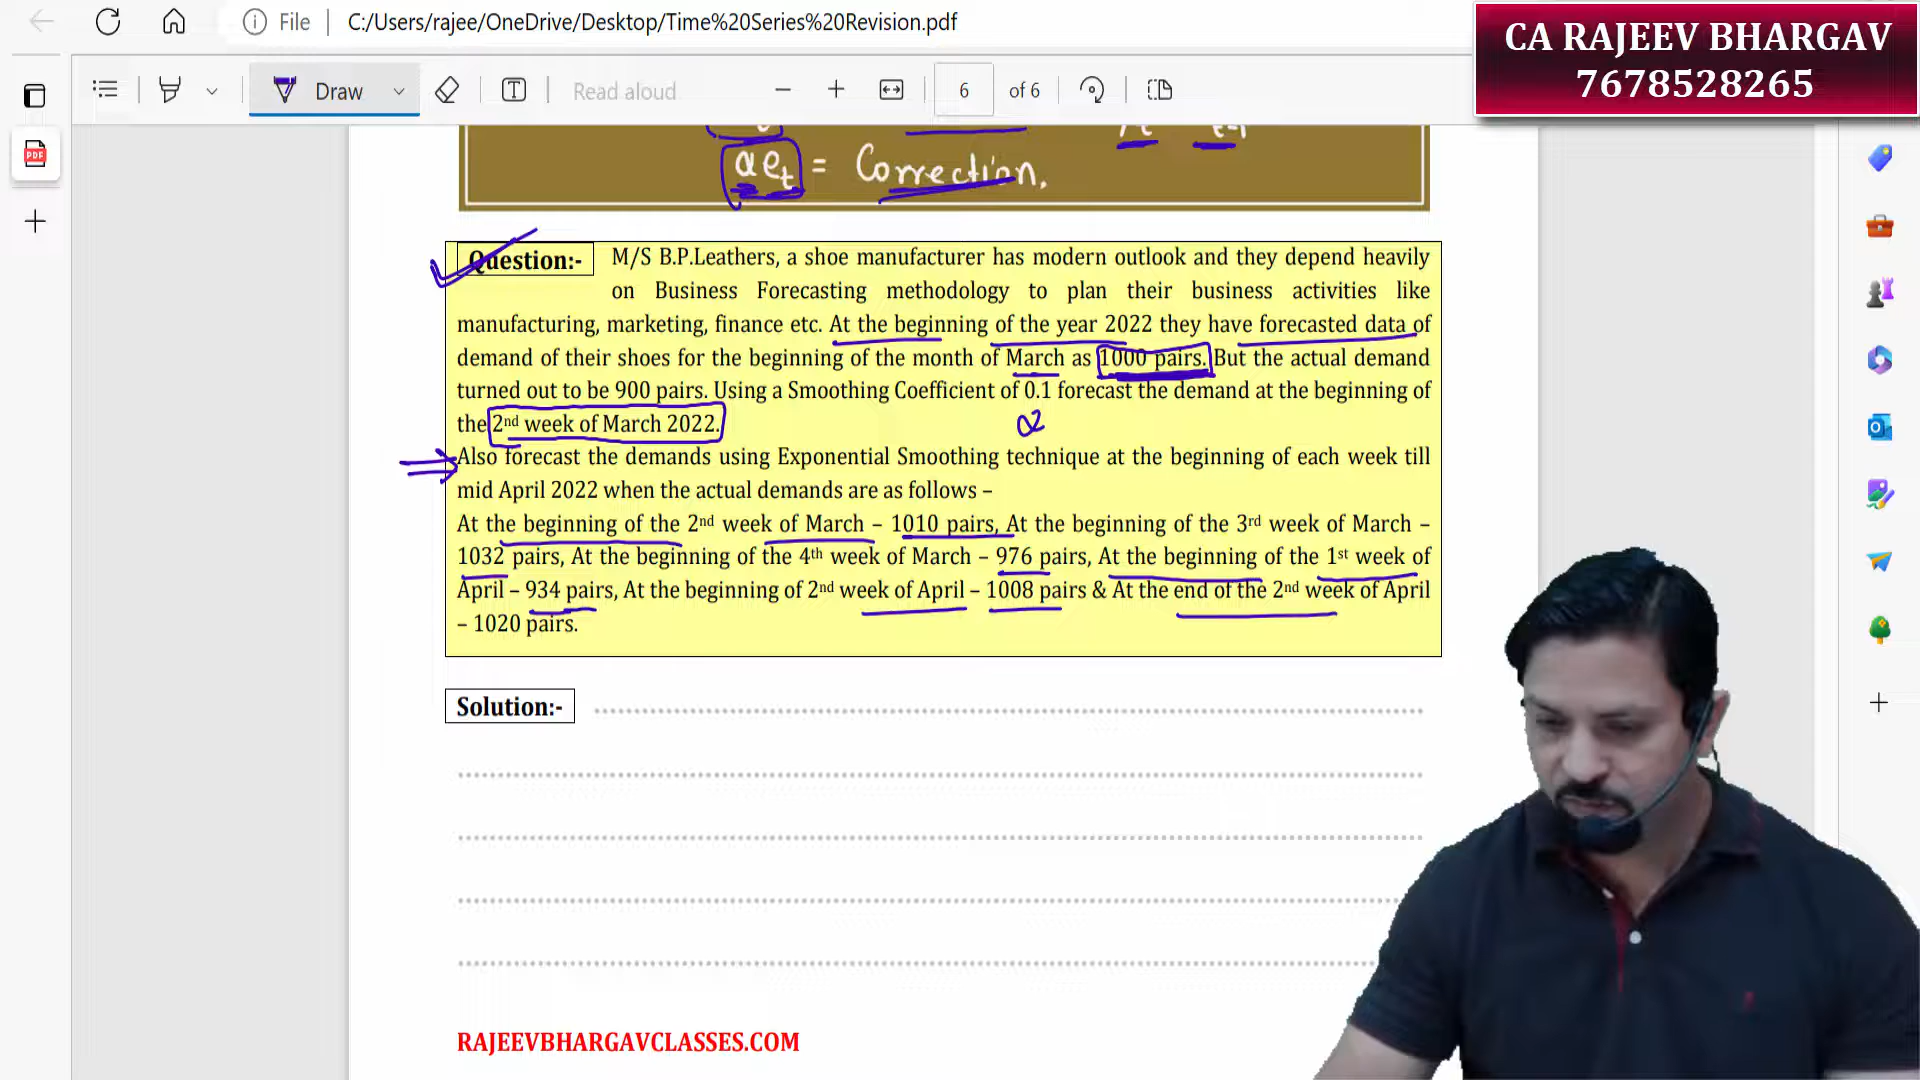 File
C:/Users/rajee/OneDrive/Desktop/Time%20Series%20Revision.pdf
CA RAJEEV BHARGAV
7678528265
Draw
Read aloud
6 of 6
αet = Correction.
Question:- M/S B.P.Leathers, a shoe manufacturer has modern outlook and they depend heavily
on Business Forecasting methodology to plan their business activities like
manufacturing, marketing, finance etc. At the beginning of the year 2022 they have forecasted data of
demand of their shoes for the beginning of the month of March as 1000 pairs. But the actual demand
turned out to be 900 pairs. Using a Smoothing Coefficient of 0.1 forecast the demand at the beginning of
the 2nd week of March 2022.
α
Also forecast the demands using Exponential Smoothing technique at the beginning of each week till
mid April 2022 when the actual demands are as follows –
At the beginning of the 2nd week of March – 1010 pairs, At the beginning of the 3rd week of March –
1032 pairs, At the beginning of the 4th week of March – 976 pairs, At the beginning of the 1st week of
April – 934 pairs, At the beginning of 2nd week of April – 1008 pairs & At the end of the 2nd week of April
– 1020 pairs.
Solution:-
RAJEEVBHARGAVCLASSES.COM